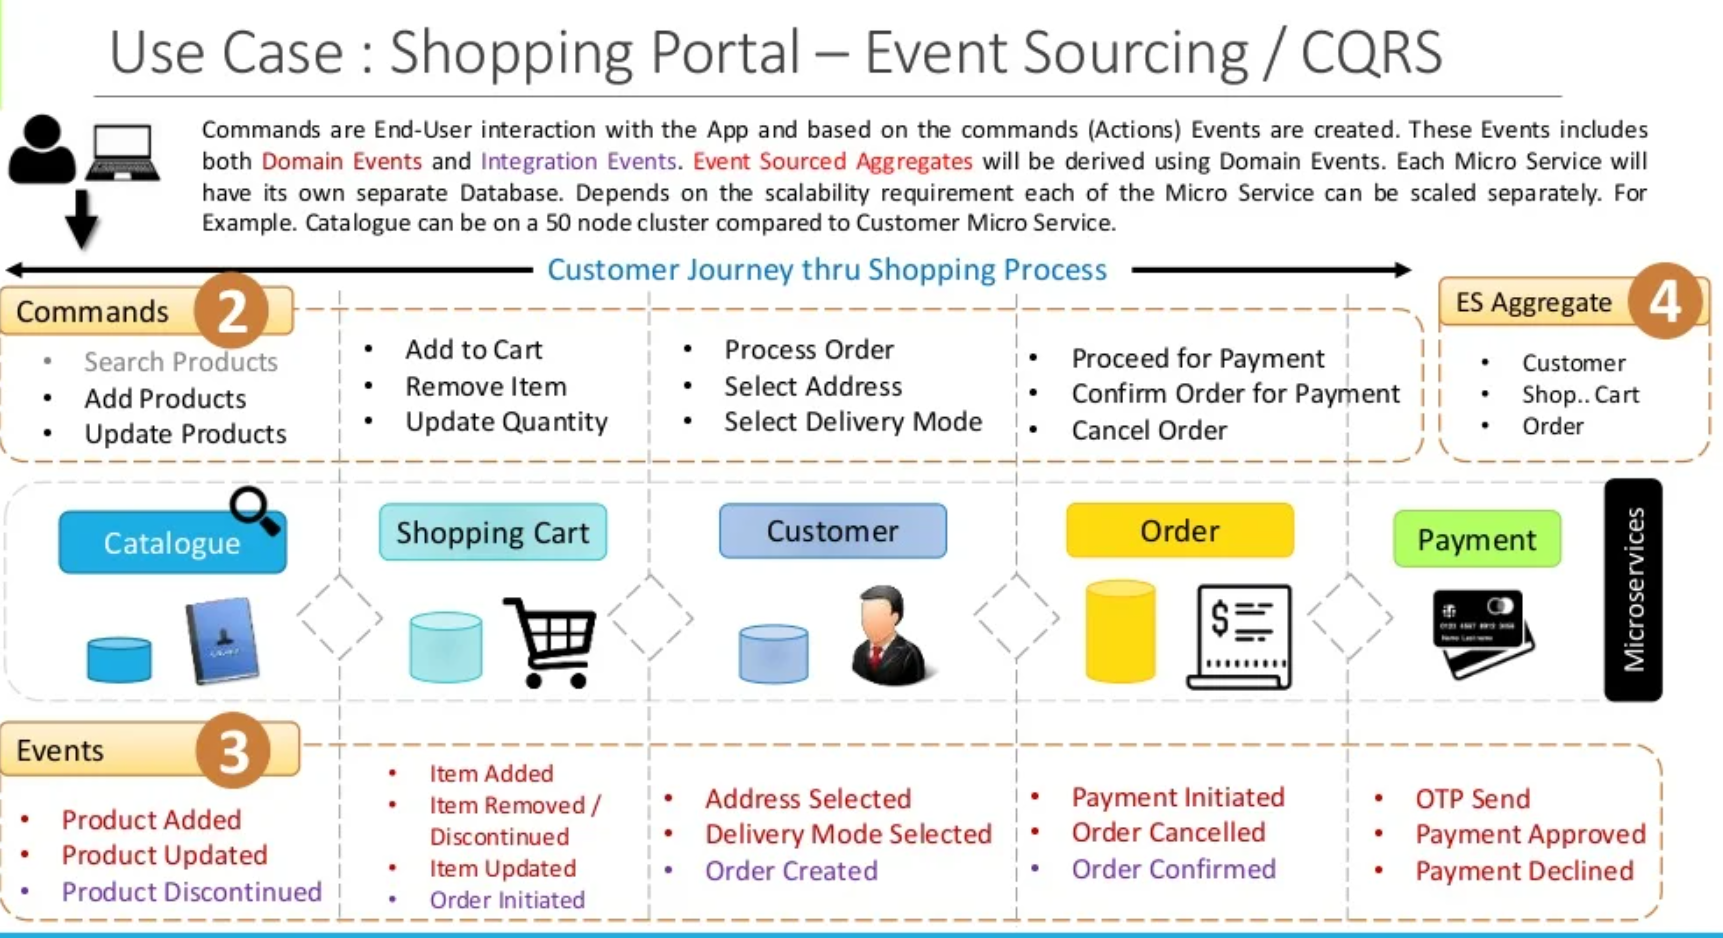 Use Case : Shopping Portal – Event Sourcing / CQRS
Commands are End-User interaction with the App and based on the commands (Actions) Events are created. These Events includes
both Domain Events and Integration Events. Event Sourced Aggregates will be derived using Domain Events. Each Micro Service will
have its own separate Database. Depends on the scalability requirement each of the Micro Service can be scaled separately. For
Example. Catalogue can be on a 50 node cluster compared to Customer Micro Service.
Customer Journey thru Shopping Process
Commands 2
• Search Products
• Add Products
• Update Products
• Add to Cart
• Remove Item
• Update Quantity
• Process Order
• Select Address
• Select Delivery Mode
• Proceed for Payment
• Confirm Order for Payment
• Cancel Order
ES Aggregate 4
• Customer
• Shop.. Cart
• Order
Catalogue
Shopping Cart
Customer
Order
$
Payment
Microservices
Events 3
• Product Added
• Product Updated
• Product Discontinued
• Item Added
• Item Removed /
Discontinued
• Item Updated
• Order Initiated
• Address Selected
• Delivery Mode Selected
• Order Created
• Payment Initiated
• Order Cancelled
• Order Confirmed
• OTP Send
• Payment Approved
• Payment Declined